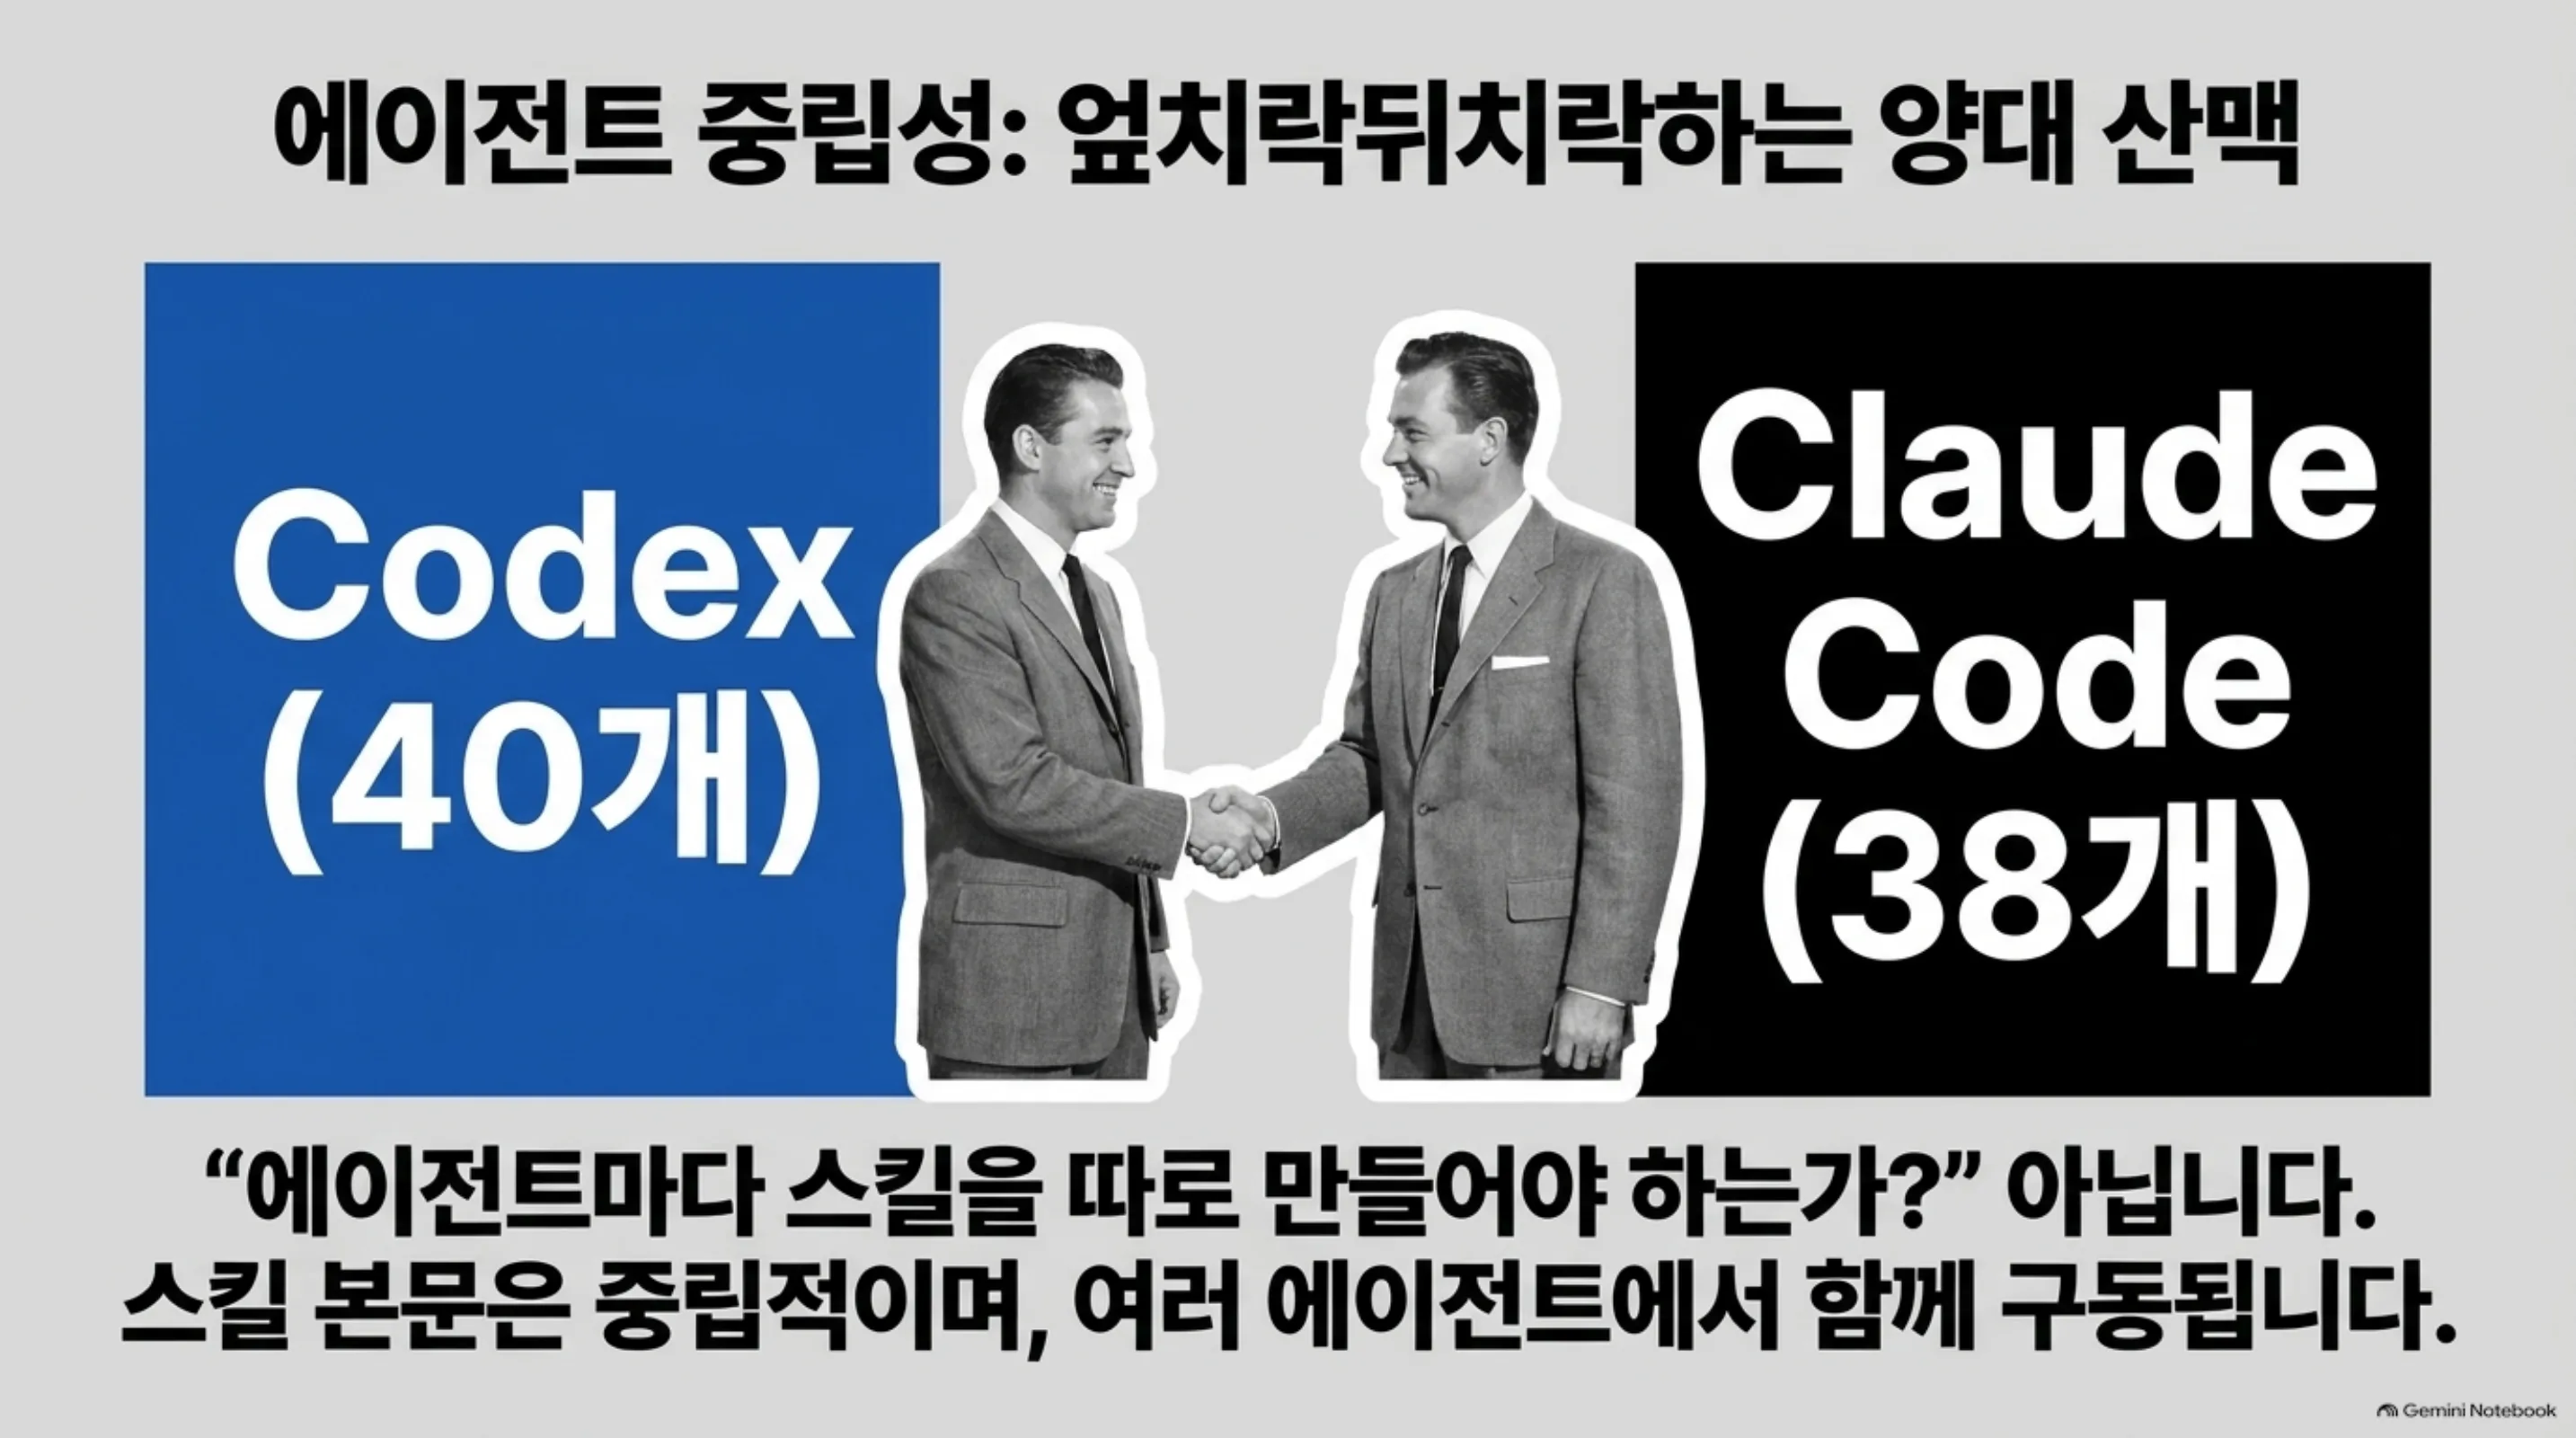 에이전트 중립성: 엎치락뒤치락하는 양대 산맥
Codex
(40개)
Claude
Code
(38개)
“에이전트마다 스킬을 따로 만들어야 하는가?” 아닙니다.
스킬 본문은 중립적이며, 여러 에이전트에서 함께 구동됩니다.
Gemini Notebook